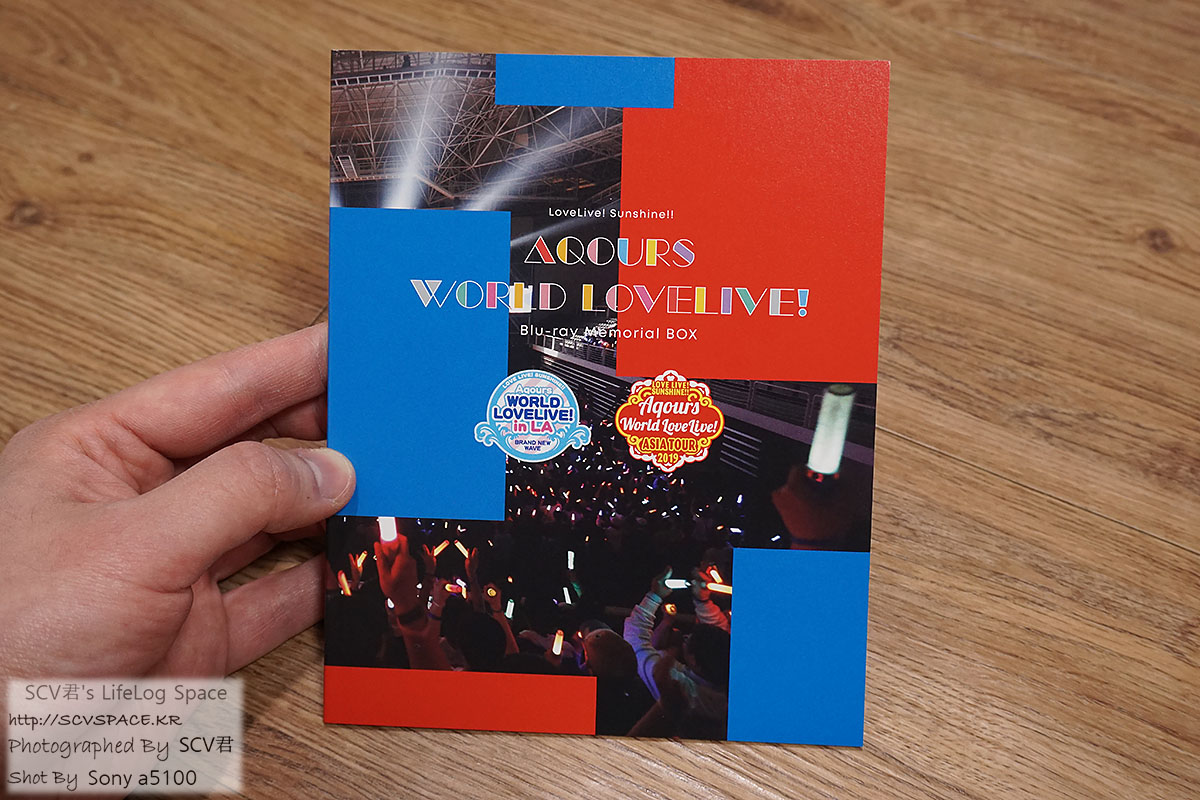 LoveLive! Sunshine!!
AQOURS
WORLD LOVELIVE!
Blu-ray Memorial BOX
LOVE LIVE! SUNSHINE!!
Aqours
WORLD
LOVELIVE!
in LA
BRAND NEW
WAVE
LOVE LIVE!
SUNSHINE!!
Aqours
World LoveLive!
ASIA TOUR
2019
SCV君's LifeLog Space
http://SCVSPACE.KR
Photographed By SCV君
Shot By Sony a5100